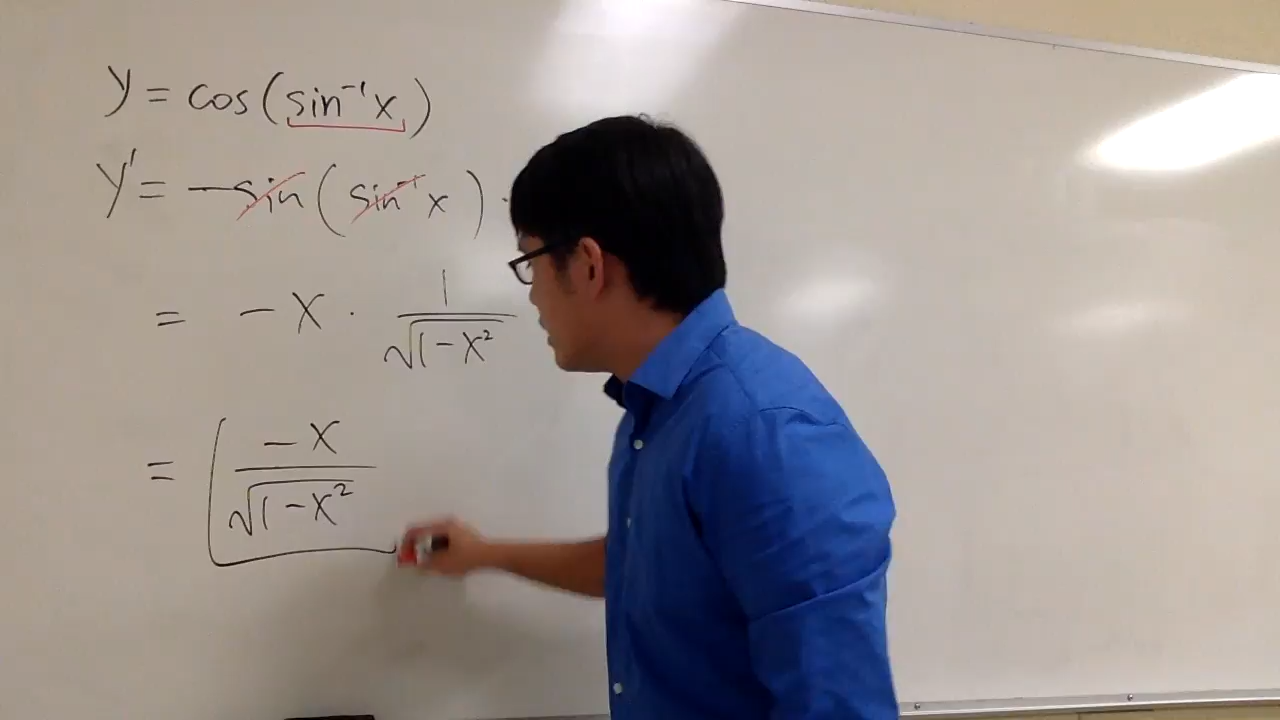 y = cos(sin⁻¹x)
y' = -sin(sin⁻¹x) ·
= -x · 1/√(1-x²)
= -x/√(1-x²)